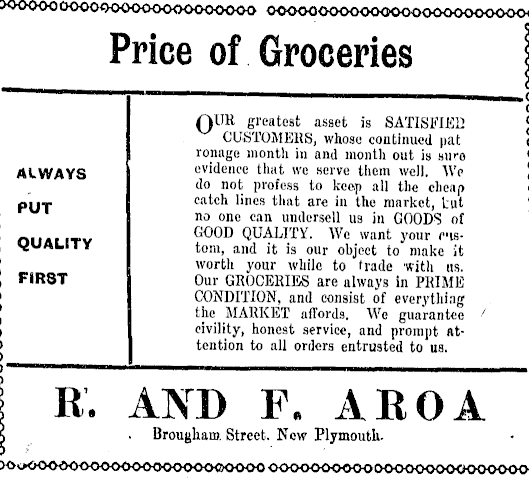 Price of Groceries
ALWAYS
PUT
QUALITY
FIRST
OUR greatest asset is SATISFIED
CUSTOMERS, whose continued pat
ronage month in and month out is sure
evidence that we serve them well. We
do not profess to keep all the cheap
catch lines that are in the market, but
no one can undersell us in GOODS of
GOOD QUALITY. We want your cus-
tom, and it is our object to make it
worth your while to trade with us.
Our GROCERIES are always in PRIME
CONDITION, and consist of everything
the MARKET affords. We guarantee
civility, honest service, and prompt at-
tention to all orders entrusted to us.
R. AND F. AROA
Brougham Street, New Plymouth.